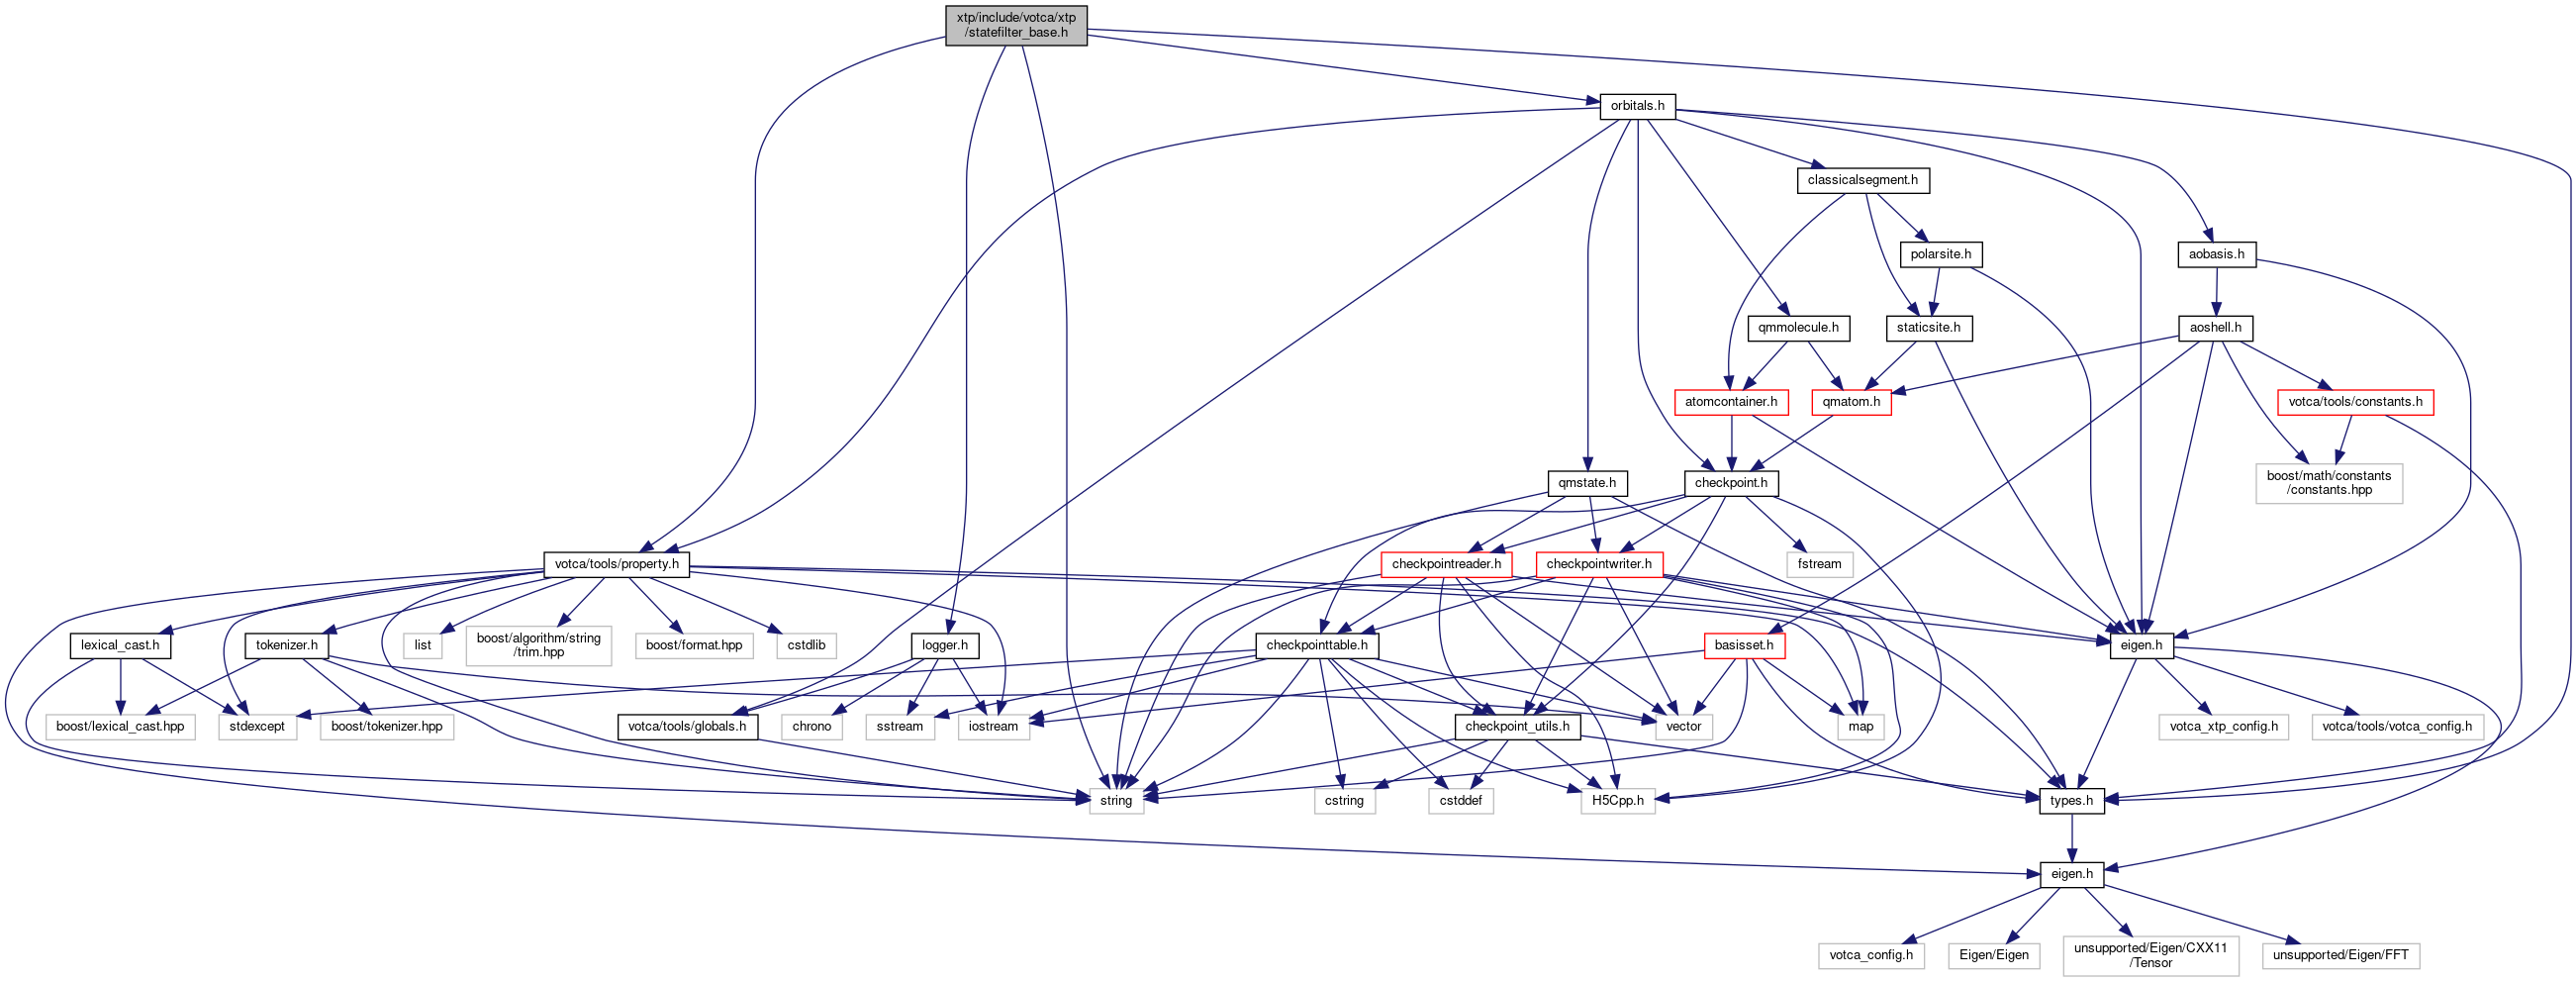 xtp/include/votca/xtp
/statefilter_base.h
orbitals.h
classicalsegment.h
polarsite.h
aobasis.h
qmmolecule.h
staticsite.h
aoshell.h
atomcontainer.h
qmatom.h
votca/tools/constants.h
qmstate.h
checkpoint.h
boost/math/constants
/constants.hpp
votca/tools/property.h
checkpointreader.h
checkpointwriter.h
fstream
lexical_cast.h
tokenizer.h
list
boost/algorithm/string
/trim.hpp
boost/format.hpp
cstdlib
logger.h
checkpointtable.h
basisset.h
eigen.h
boost/lexical_cast.hpp
stdexcept
boost/tokenizer.hpp
votca/tools/globals.h
chrono
sstream
iostream
checkpoint_utils.h
vector
map
votca_xtp_config.h
votca/tools/votca_config.h
string
cstring
cstddef
H5Cpp.h
types.h
eigen.h
votca_config.h
Eigen/Eigen
unsupported/Eigen/CXX11
/Tensor
unsupported/Eigen/FFT